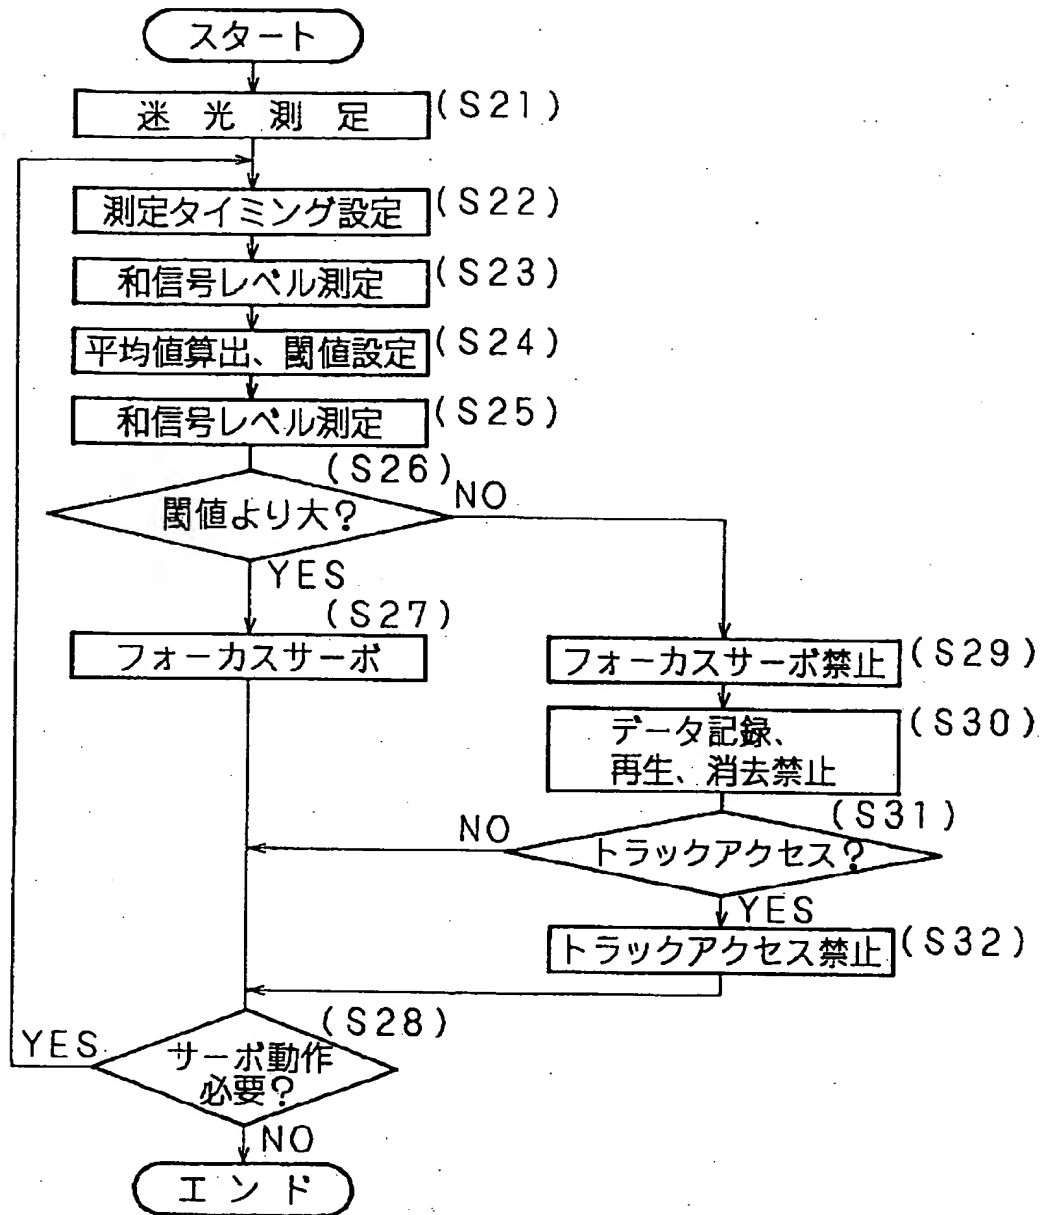 スタート
迷光測定
(S21)
測定タイミング設定
(S22)
和信号レベル測定
(S23)
平均値算出、閾値設定
(S24)
和信号レベル測定
(S25)
(S26)
閾値より大?
NO
YES
(S27)
フォーカスサーボ
フォーカスサーボ禁止
(S29)
データ記録、
再生、消去禁止
(S30)
(S31)
NO
トラックアクセス?
YES
トラックアクセス禁止
(S32)
(S28)
YES
サーボ動作
必要?
NO
エンド